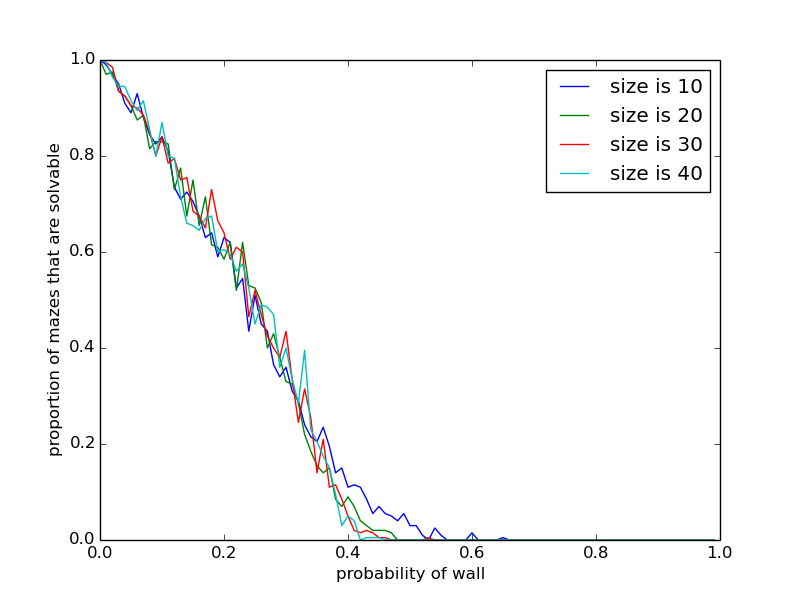 1.0
0.8
0.6
0.4
0.2
0.0
0.0 0.2 0.4 0.6 0.8 1.0
proportion of mazes that are solvable
probability of wall
size is 10
size is 20
size is 30
size is 40